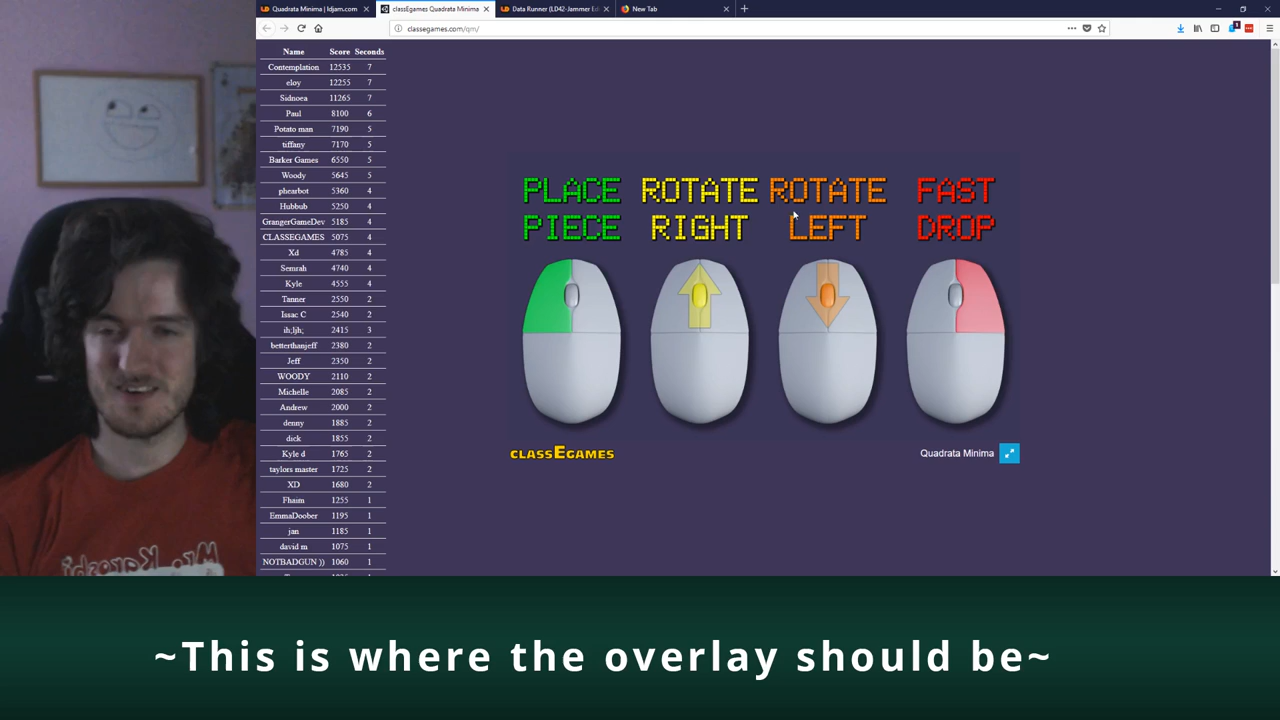 Quadrata Minima | ldjam.com
classEgames Quadrata Minima
Data Runner (LD42-Jammer Edi
New Tab
classegames.com/qm/
Name Score Seconds
Contemplation 12535 7
eloy 12255 7
Sidnoea 11265 7
Paul 8100 6
Potato man 7190 5
tiffany 7170 5
Barker Games 6550 5
Woody 5645 5
phearbot 5360 4
Hubbub 5250 4
GrangerGameDev 5185 4
CLASSEGAMES 5075 4
Xd 4785 4
Semrah 4740 4
Kyle 4555 4
Tanner 2550 2
Issac C 2540 2
ih;ljh; 2415 3
betterthanjeff 2380 2
Jeff 2350 2
WOODY 2110 2
Michelle 2085 2
Andrew 2000 2
denny 1885 2
dick 1855 2
Kyle d 1765 2
taylors master 1725 2
XD 1680 2
Fhaim 1255 1
EmmaDoober 1195 1
jan 1185 1
david m 1075 1
NOTBADGUN )) 1060 1
PLACE PIECE
ROTATE RIGHT
ROTATE LEFT
FAST DROP
CLASSEGAMES
Quadrata Minima
Mr. Karoshi
~This is where the overlay should be~